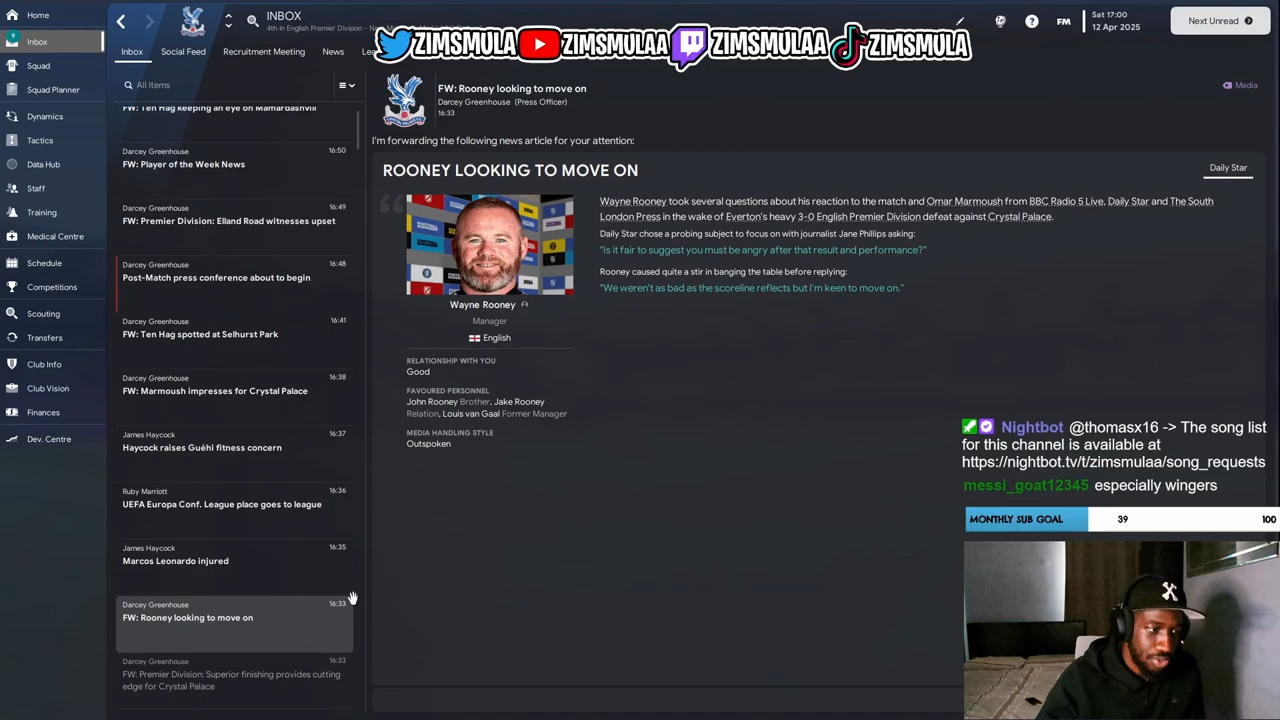 Home
Inbox
Squad
Squad Planner
Dynamics
Tactics
Data Hub
Staff
Training
Medical Centre
Schedule
Competitions
Scouting
Transfers
Club Info
Club Vision
Finances
Dev. Centre
INBOX
Inbox Social Feed Recruitment Meeting News
ZIMSMULA ZIMSMULAA ZIMSMULAA ZIMSMULA
FM Sat 17:00
12 Apr 2025
Next Unread
All Items
FW: Ten Hag keeping an eye on Mamardashvili
Darcey Greenhouse 16:50
FW: Player of the Week News
Darcey Greenhouse 16:49
FW: Premier Division: Elland Road witnesses upset
Darcey Greenhouse 16:48
Post-Match press conference about to begin
Darcey Greenhouse 16:41
FW: Ten Hag spotted at Selhurst Park
Darcey Greenhouse 16:38
FW: Marmoush impresses for Crystal Palace
James Haycock 16:37
Haycock raises Guéhi fitness concern
Ruby Marriott 16:36
UEFA Europa Conf. League place goes to league
James Haycock 16:35
Marcos Leonardo injured
Darcey Greenhouse 16:33
FW: Rooney looking to move on
Darcey Greenhouse 16:33
FW: Premier Division: Superior finishing provides cutting
edge for Crystal Palace
FW: Rooney looking to move on
Darcey Greenhouse (Press Officer)
16:33
Media
I'm forwarding the following news article for your attention:
ROONEY LOOKING TO MOVE ON
Daily Star
Wayne Rooney
Manager
English
RELATIONSHIP WITH YOU
Good
FAVOURED PERSONNEL
John Rooney Brother, Jake Rooney
Relation, Louis van Gaal Former Manager
MEDIA HANDLING STYLE
Outspoken
Wayne Rooney took several questions about his reaction to the match and Omar Marmoush from BBC Radio 5 Live, Daily Star and The South
London Press in the wake of Everton's heavy 3-0 English Premier Division defeat against Crystal Palace.
Daily Star chose a probing subject to focus on with journalist Jane Phillips asking:
"Is it fair to suggest you must be angry after that result and performance?"
Rooney caused quite a stir in banging the table before replying:
"We weren't as bad as the scoreline reflects but I'm keen to move on."
Nightbot @thomasx16 -> The song list
for this channel is available at
https://nightbot.tv/t/zimsmulaa/song_requests
messi_goat12345 especially wingers
MONTHLY SUB GOAL 39 100